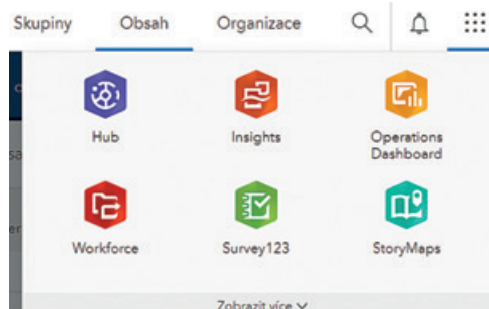 Skupiny Obsah Organizace
Hub Insights Operations
Dashboard
Workforce Survey123 StoryMaps
Zobrazit více